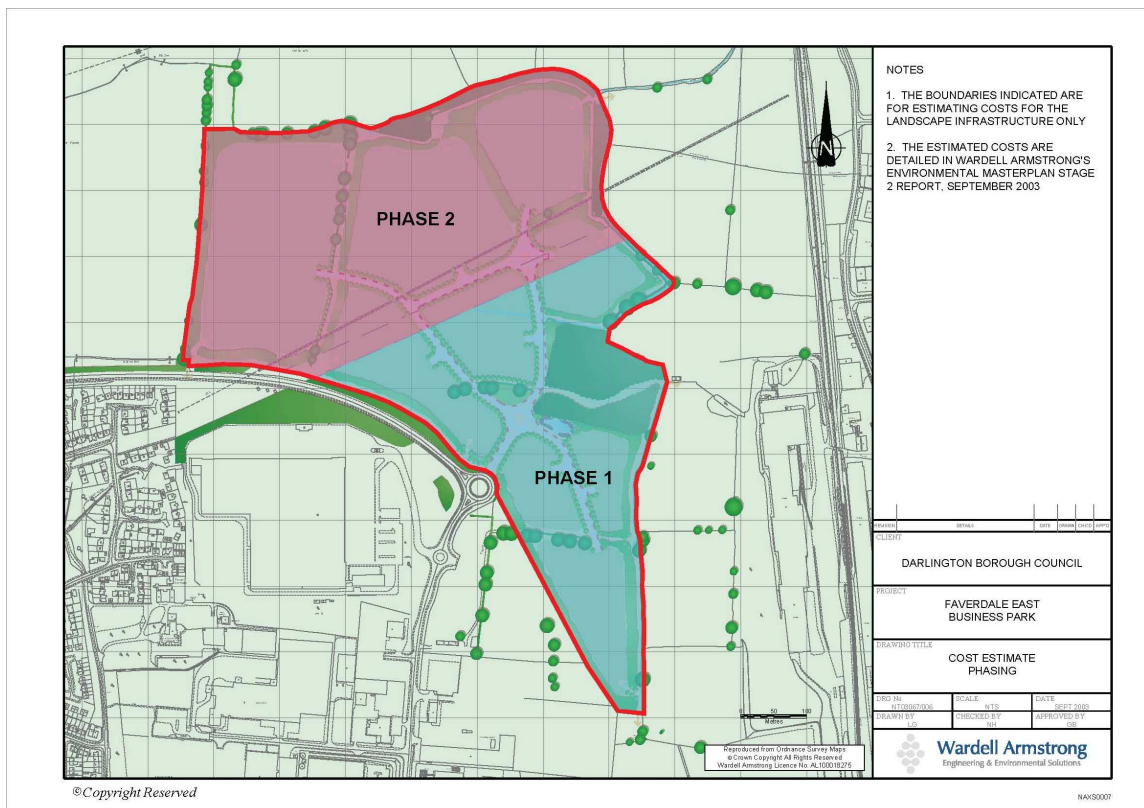 PHASE 2
PHASE 1
NOTES
1. THE BOUNDARIES INDICATED ARE
FOR ESTIMATING COSTS FOR THE
LANDSCAPE INFRASTRUCTURE ONLY
2. THE ESTIMATED COSTS ARE
DETAILED IN WARDELL ARMSTRONG'S
ENVIRONMENTAL MASTERPLAN STAGE
2 REPORT, SEPTEMBER 2003
N
REVISION DETAILS DATE DRAWN CHK'D APP'D
CLIENT
DARLINGTON BOROUGH COUNCIL
PROJECT
FAVERDALE EAST
BUSINESS PARK
DRAWING TITLE
COST ESTIMATE
PHASING
DRG No SCALE DATE
NT03067/006 NTS SEPT 2003
DRAWN BY CHECKED BY APPROVED BY
LG NH GB
Wardell Armstrong
Engineering & Environmental Solutions
0 50 100
Metres
Reproduced from Ordnance Survey Maps
© Crown Copyright All Rights Reserved
Wardell Armstrong Licence No. AL100018275
© Copyright Reserved
NAXS0007